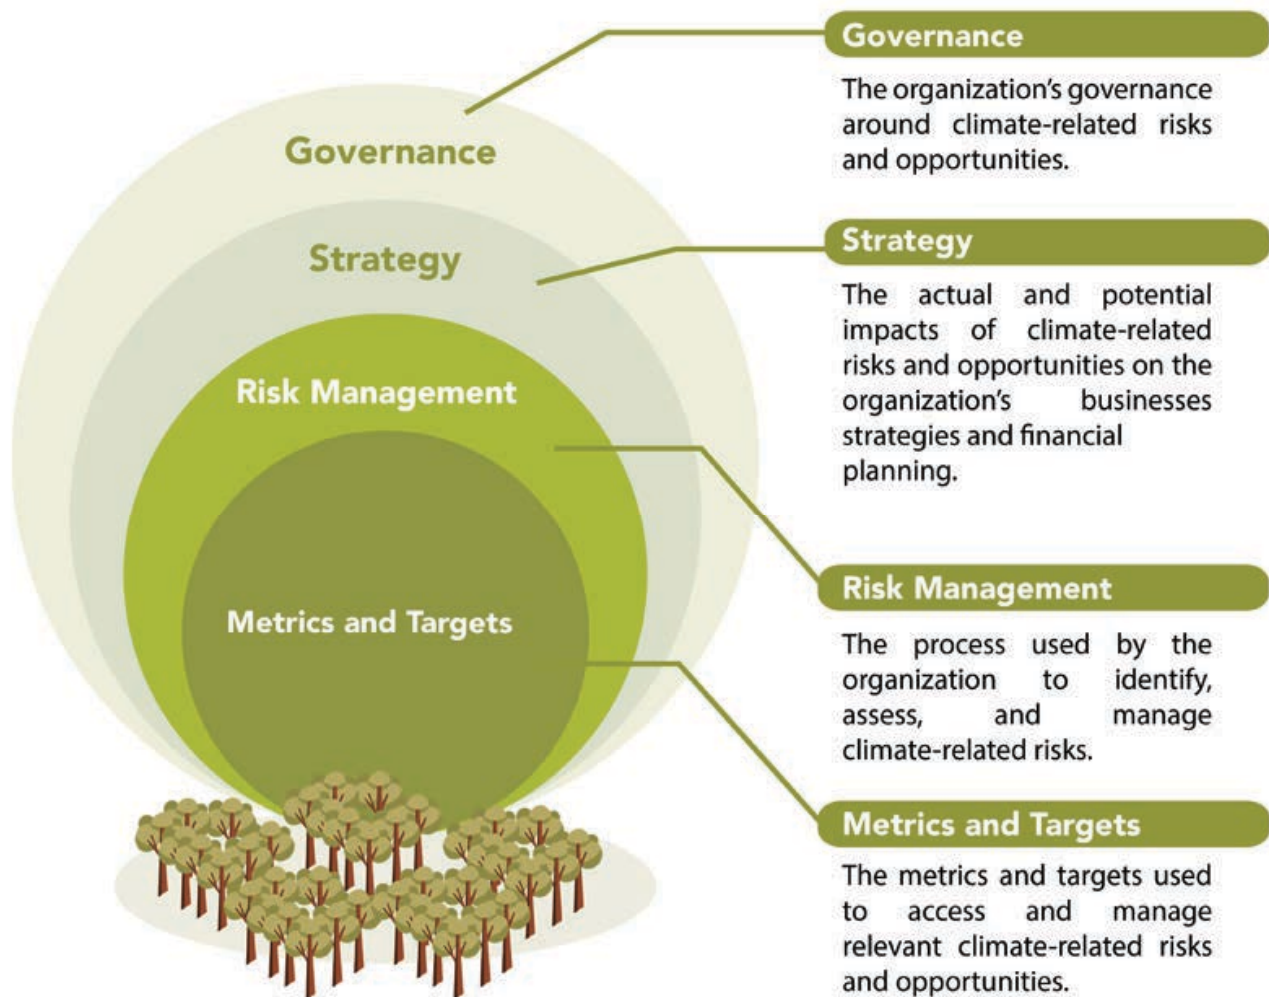 Governance
Strategy
Risk Management
Metrics and Targets
Governance
The organization's governance
around climate-related risks
and opportunities.
Strategy
The actual and potential
impacts of climate-related
risks and opportunities on the
organization's businesses
strategies and financial
planning.
Risk Management
The process used by the
organization to identify,
assess, and manage
climate-related risks.
Metrics and Targets
The metrics and targets used
to access and manage
relevant climate-related risks
and opportunities.